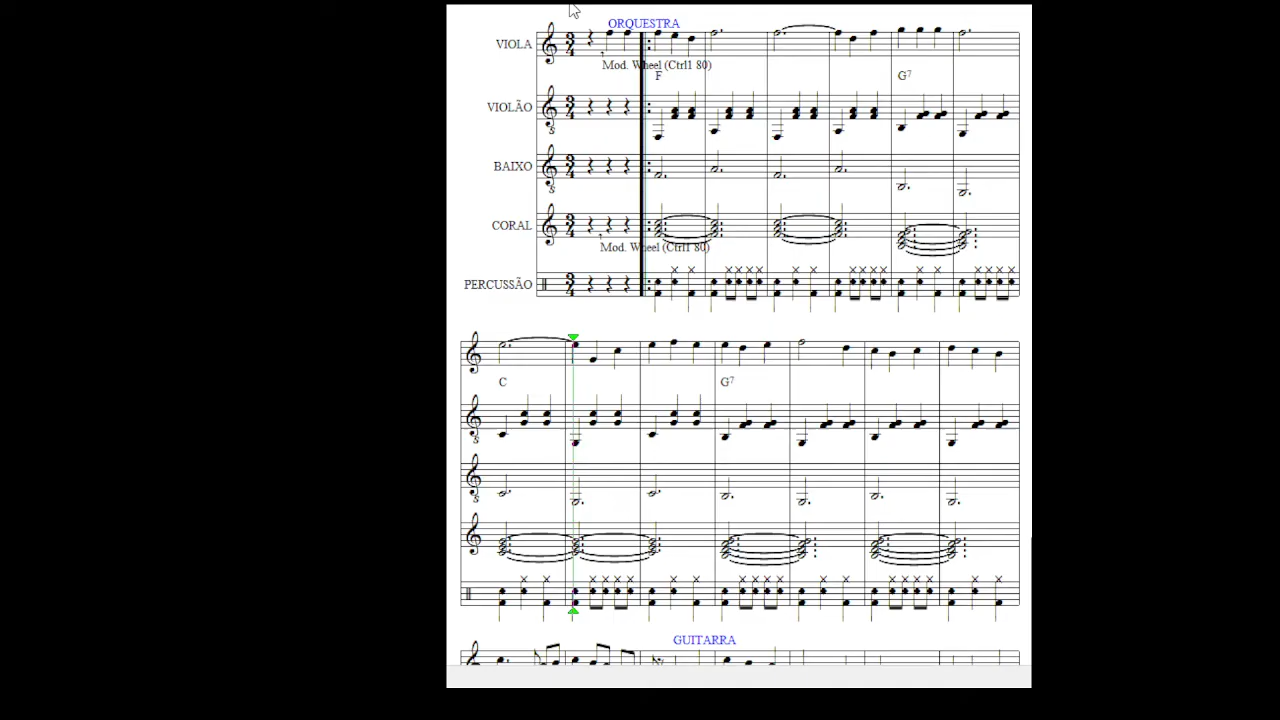 ORQUESTRA
VIOLA
Mod. Wheel (Ctrl1 80)
F
G7
VIOLÃO
BAIXO
CORAL
Mod. Wheel (Ctrl1 80)
PERCUSSÃO
C
G7
GUITARRA